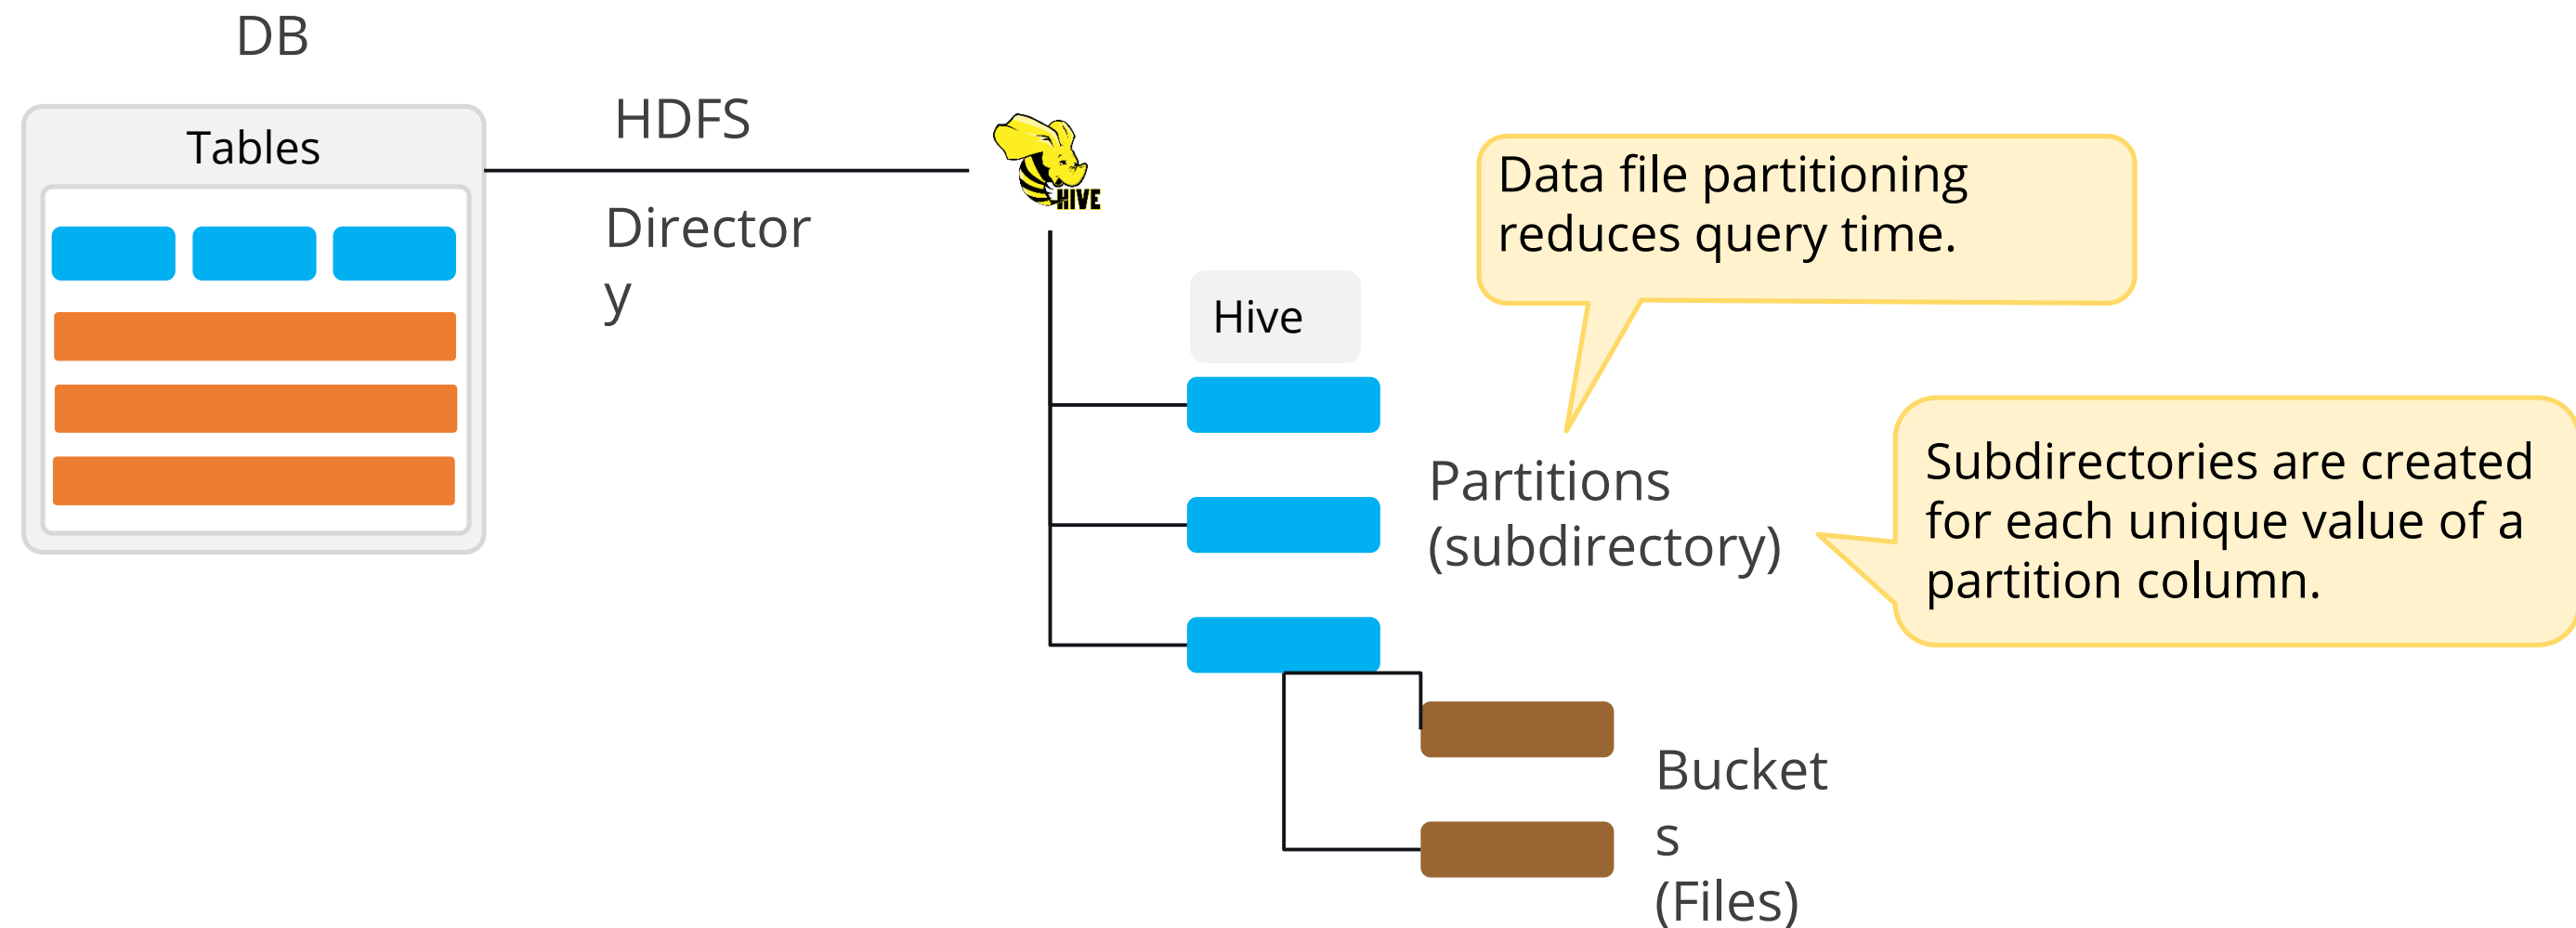 DB
Tables
HDFS
Director
y
HIVE
Hive
Data file partitioning
reduces query time.
Partitions
(subdirectory)
Subdirectories are created
for each unique value of a
partition column.
Bucket
s
(Files)